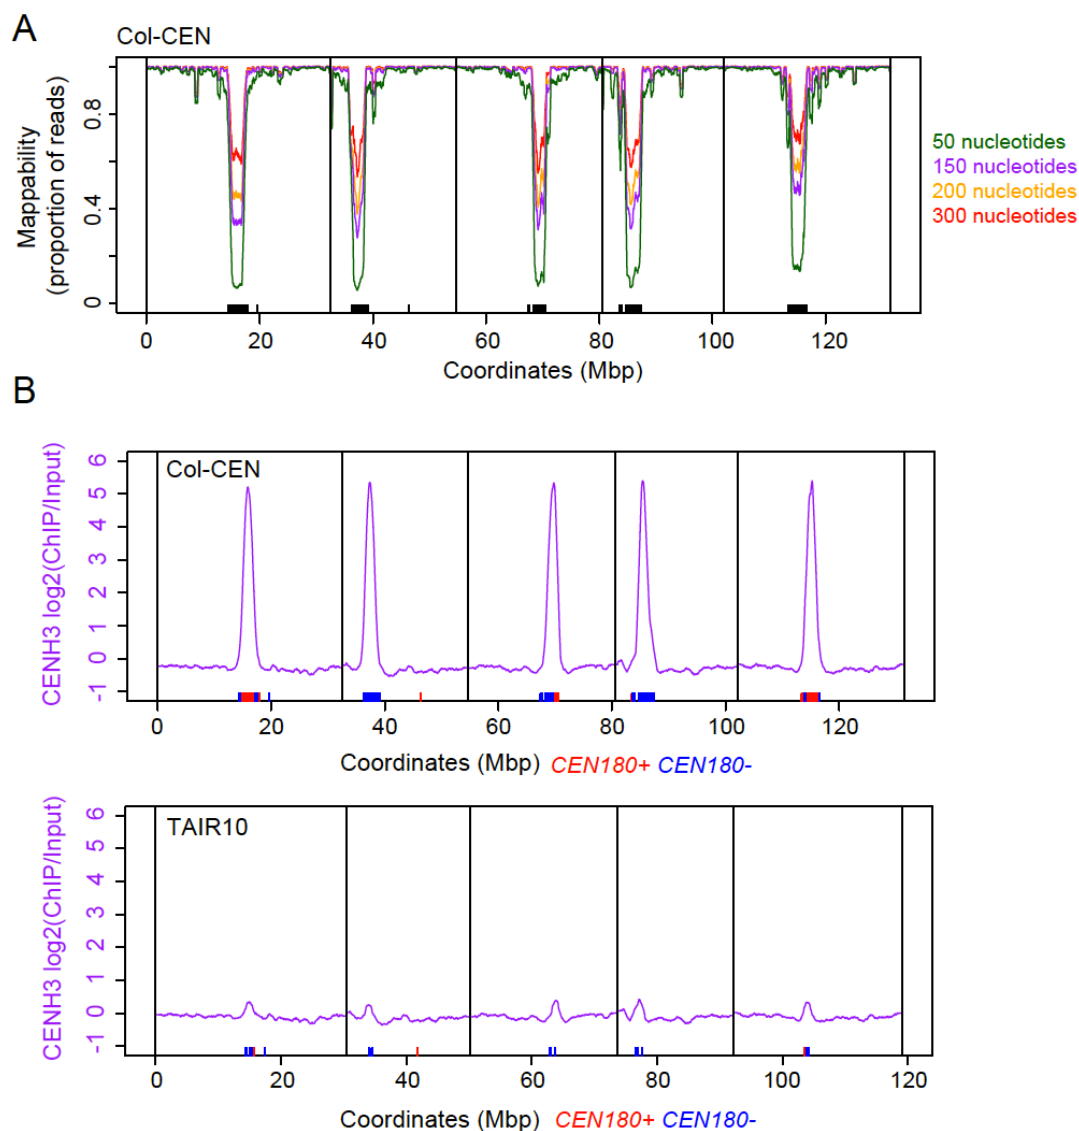 A
Col-CEN
Mappability
(proportion of reads)
0.8
0.4
0
50 nucleotides
150 nucleotides
200 nucleotides
300 nucleotides
0 20 40 60 80 100 120
Coordinates (Mbp)
B
CENH3 log2(ChIP/Input)
6
5
4
3
2
1
0
-1
Col-CEN
0 20 40 60 80 100 120
Coordinates (Mbp) CEN180+ CEN180-
CENH3 log2(ChIP/Input)
6
5
4
3
2
1
0
-1
TAIR10
0 20 40 60 80 100 120
Coordinates (Mbp) CEN180+ CEN180-